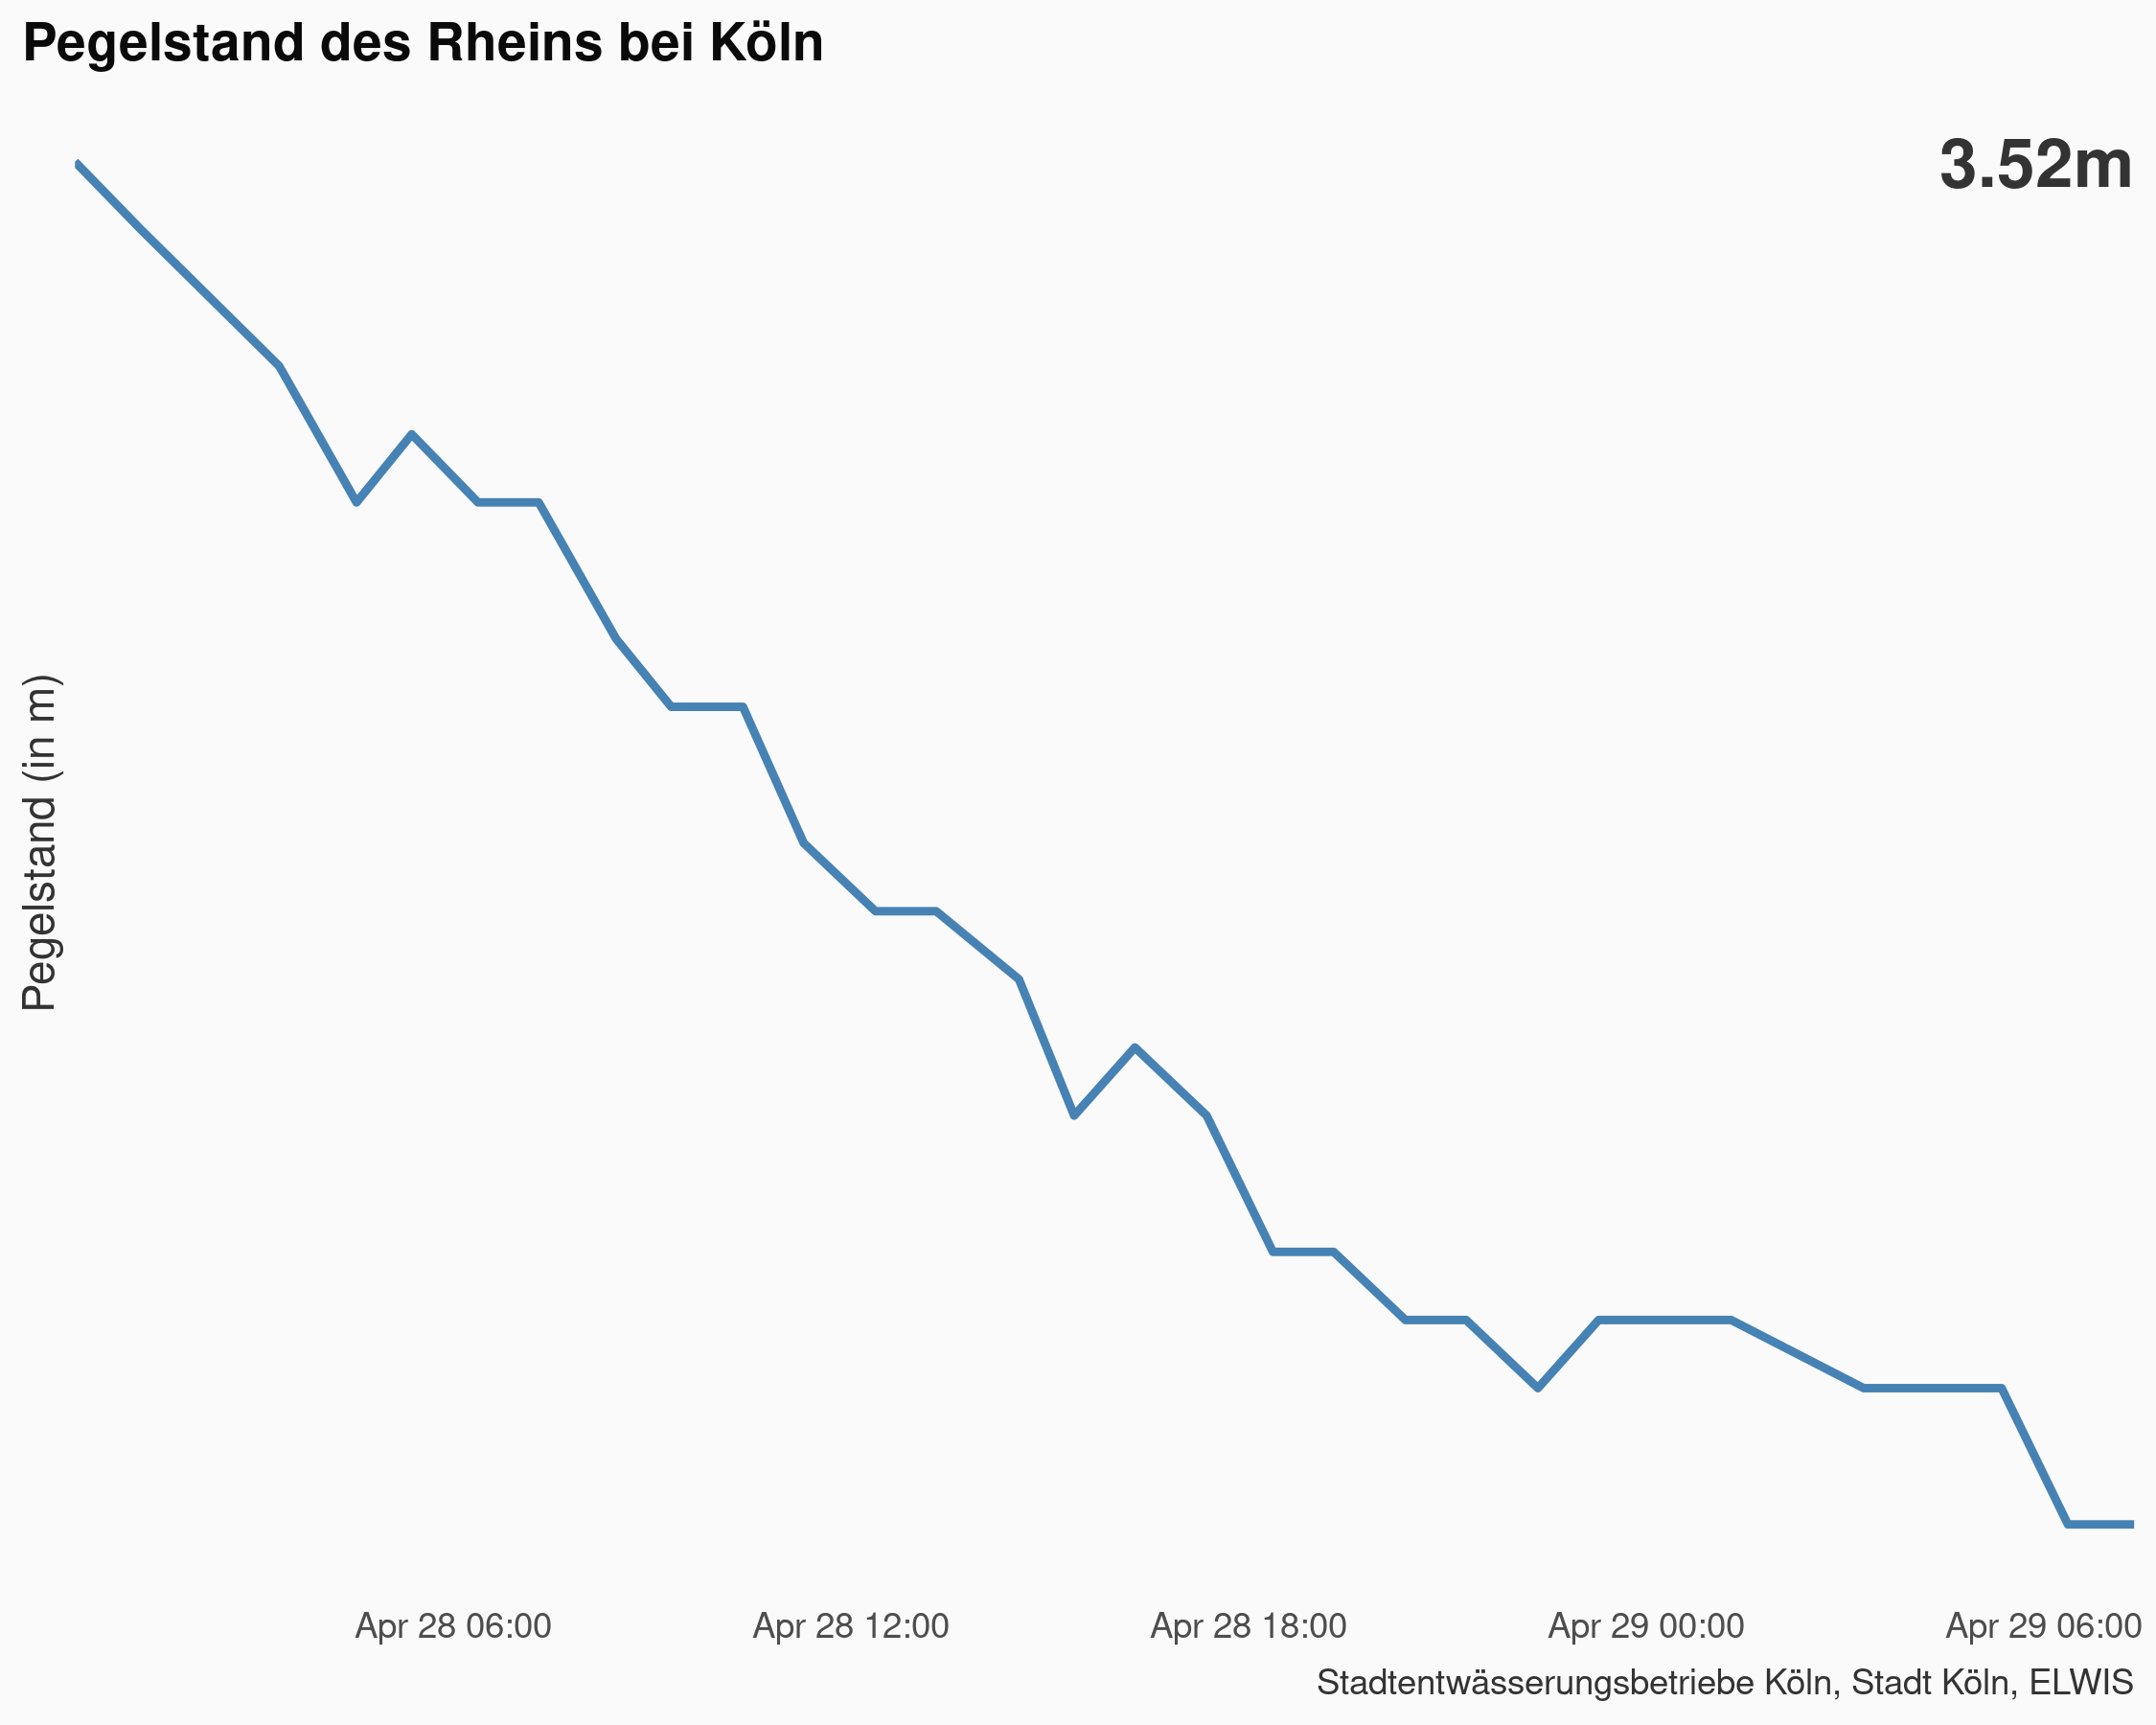 Pegelstand des Rheins bei Köln
3.52m
Pegelstand (in m)
Apr 28 06:00 Apr 28 12:00 Apr 28 18:00 Apr 29 00:00 Apr 29 06:00
Stadtentwässerungsbetriebe Köln, Stadt Köln, ELWIS